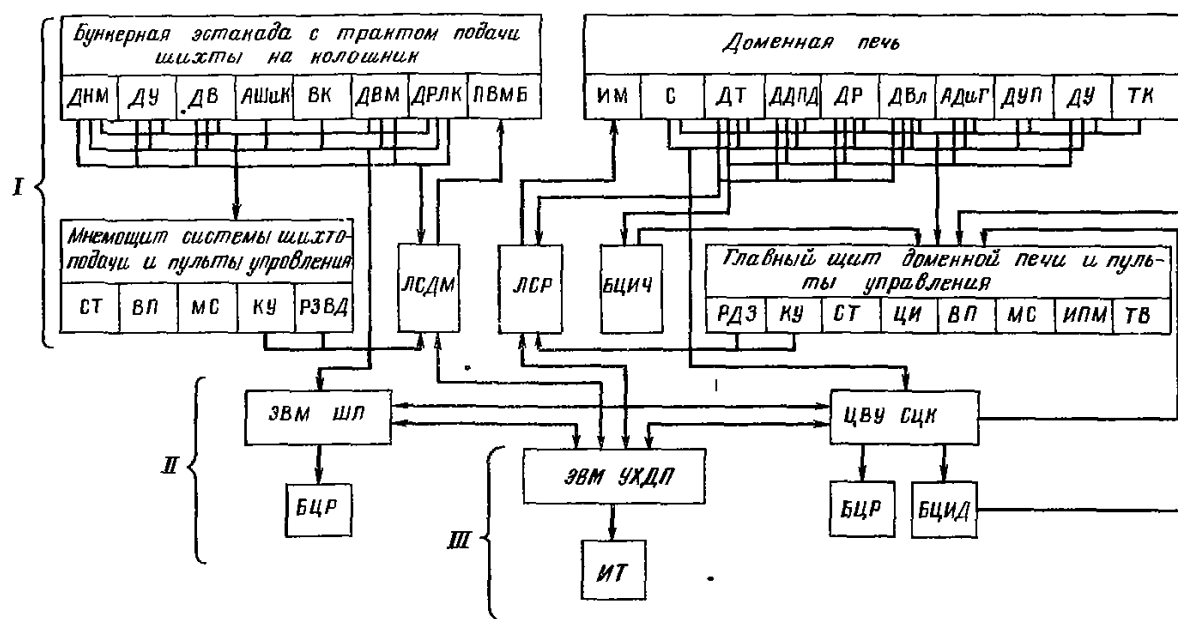 I
Бункерная эстакада с трактом подачи
шихты на колошник
ДНМ ДУ ДВ АШиК ВК ДВМ ДРЛК ПВМБ
Доменная печь
ИМ С ДТ ДДПД ДР ДВл АДиГ ДУП ДУ ТК
Мнемощит системы шихто-
подачи и пульты управления
СТ ВП МС КУ РЗВД
ЛСДМ
ЛСР
БЦИЧ
Главный щит доменной печи и пуль-
ты управления
РДЗ КУ СТ ЦИ ВП МС ИПМ ТВ
II
ЭВМ ШП
ЦВУ СЦК
БЦР
III
ЭВМ УХДП
БЦР
БЦИД
ИТ